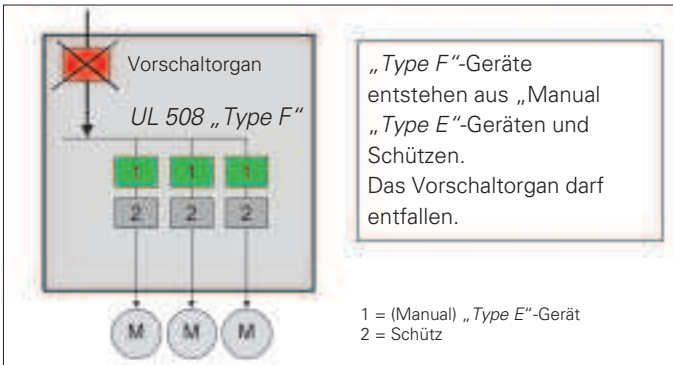 Vorschaltorgan
UL 508 „Type F“
1 1 1
2 2 2
M M M
„Type F“-Geräte
entstehen aus „Manual
„Type E“-Geräten und
Schützen.
Das Vorschaltorgan darf
entfallen.
1 = (Manual) „Type E“-Gerät
2 = Schütz